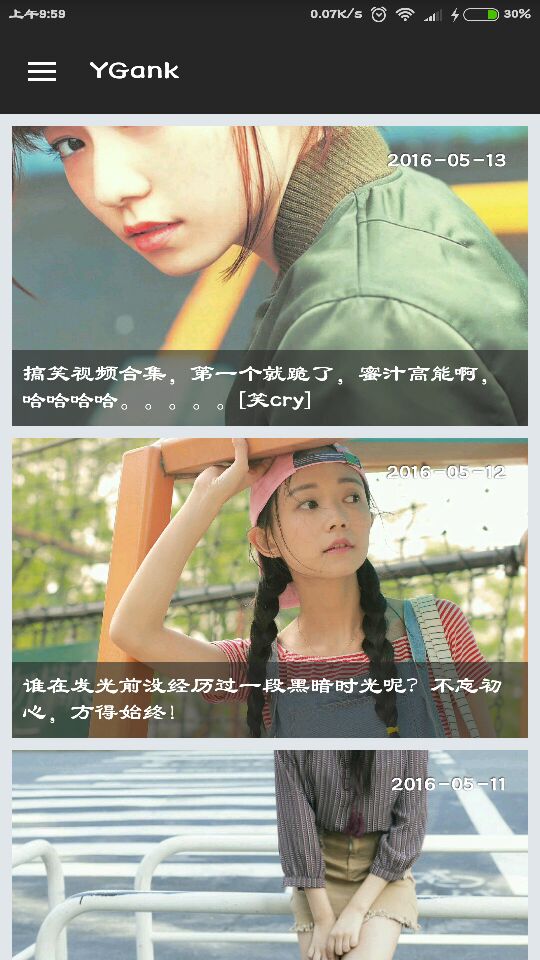 上午9:59
0.07K/s
30%
YGank
2016-05-13
搞笑视频合集，第一个就跪了，蜜汁高能啊，
哈哈哈哈。。。。。[笑cry]
2016-05-12
谁在发光前没经历过一段黑暗时光呢？不忘初
心，方得始终！
2016-05-11